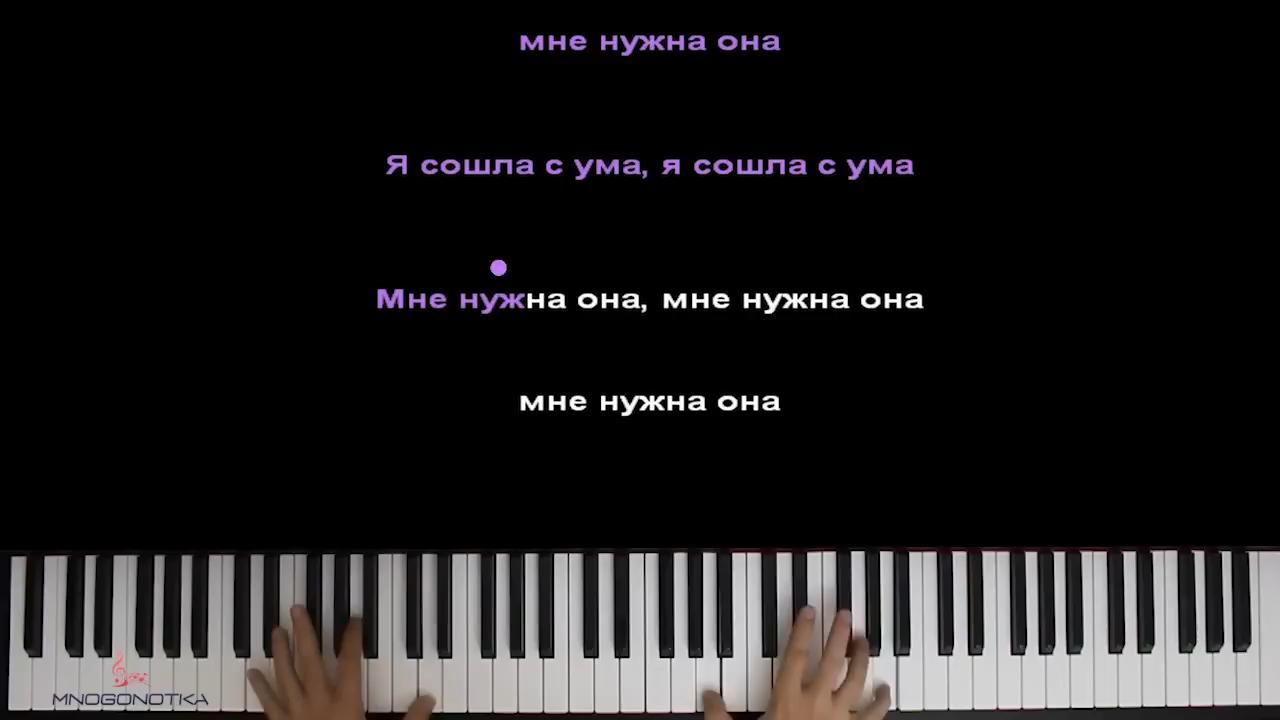 мне нужна она
Я сошла с ума, я сошла с ума
Мне нужна она, мне нужна она
мне нужна она
MNOGONOTKA